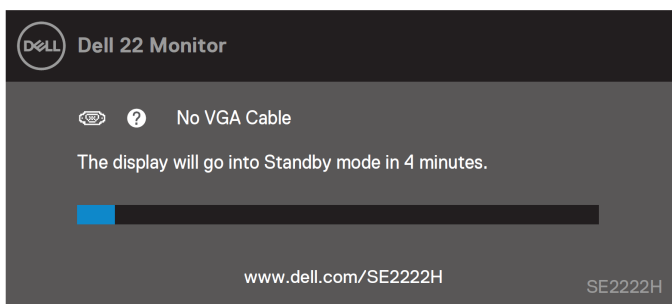 DELL Dell 22 Monitor
? No VGA Cable
The display will go into Standby mode in 4 minutes.
www.dell.com/SE2222H
SE2222H